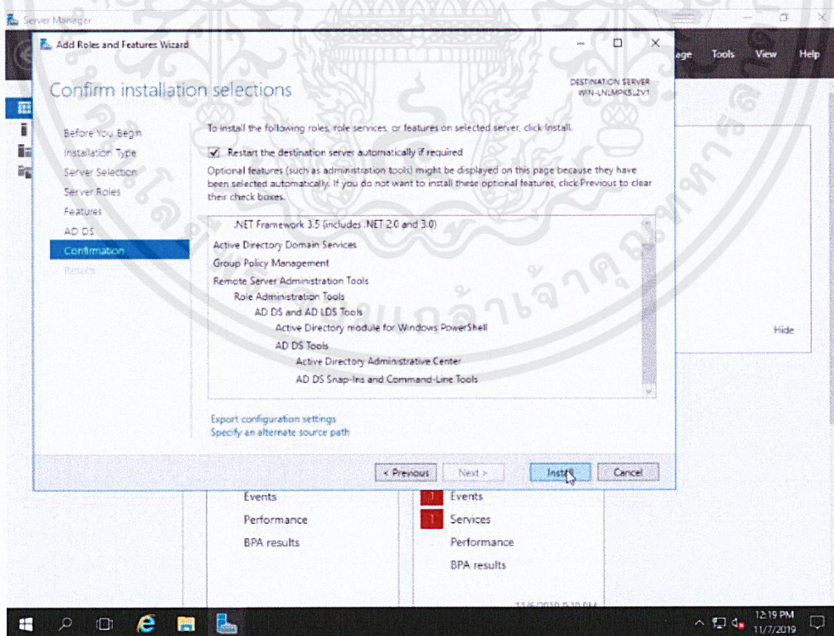 Server Manager
Add Roles and Features Wizard
age Tools View Help
Confirm installation selections
DESTINATION SERVER
Before You Begin
Installation Type
Server Selection
Server Roles
Features
AD DS
Confirmation
Results
To install the following roles, role services, or features on selected server, click Install.
Restart the destination server automatically if required
Optional features (such as administration tools) might be displayed on this page because they have
been selected automatically. If you do not want to install these optional features, click Previous to clear
their check boxes.
.NET Framework 3.5 (includes .NET 2.0 and 3.0)
Active Directory Domain Services
Group Policy Management
Remote Server Administration Tools
Role Administration Tools
AD DS and AD LDS Tools
Active Directory module for Windows PowerShell
AD DS Tools
Active Directory Administrative Center
AD DS Snap-Ins and Command-Line Tools
Export configuration settings
Specify an alternate source path
< Previous
Next >
Install
Cancel
Hide
Events
Performance
BPA results
1 Events
1 Services
Performance
BPA results
12:19 PM
11/7/2019